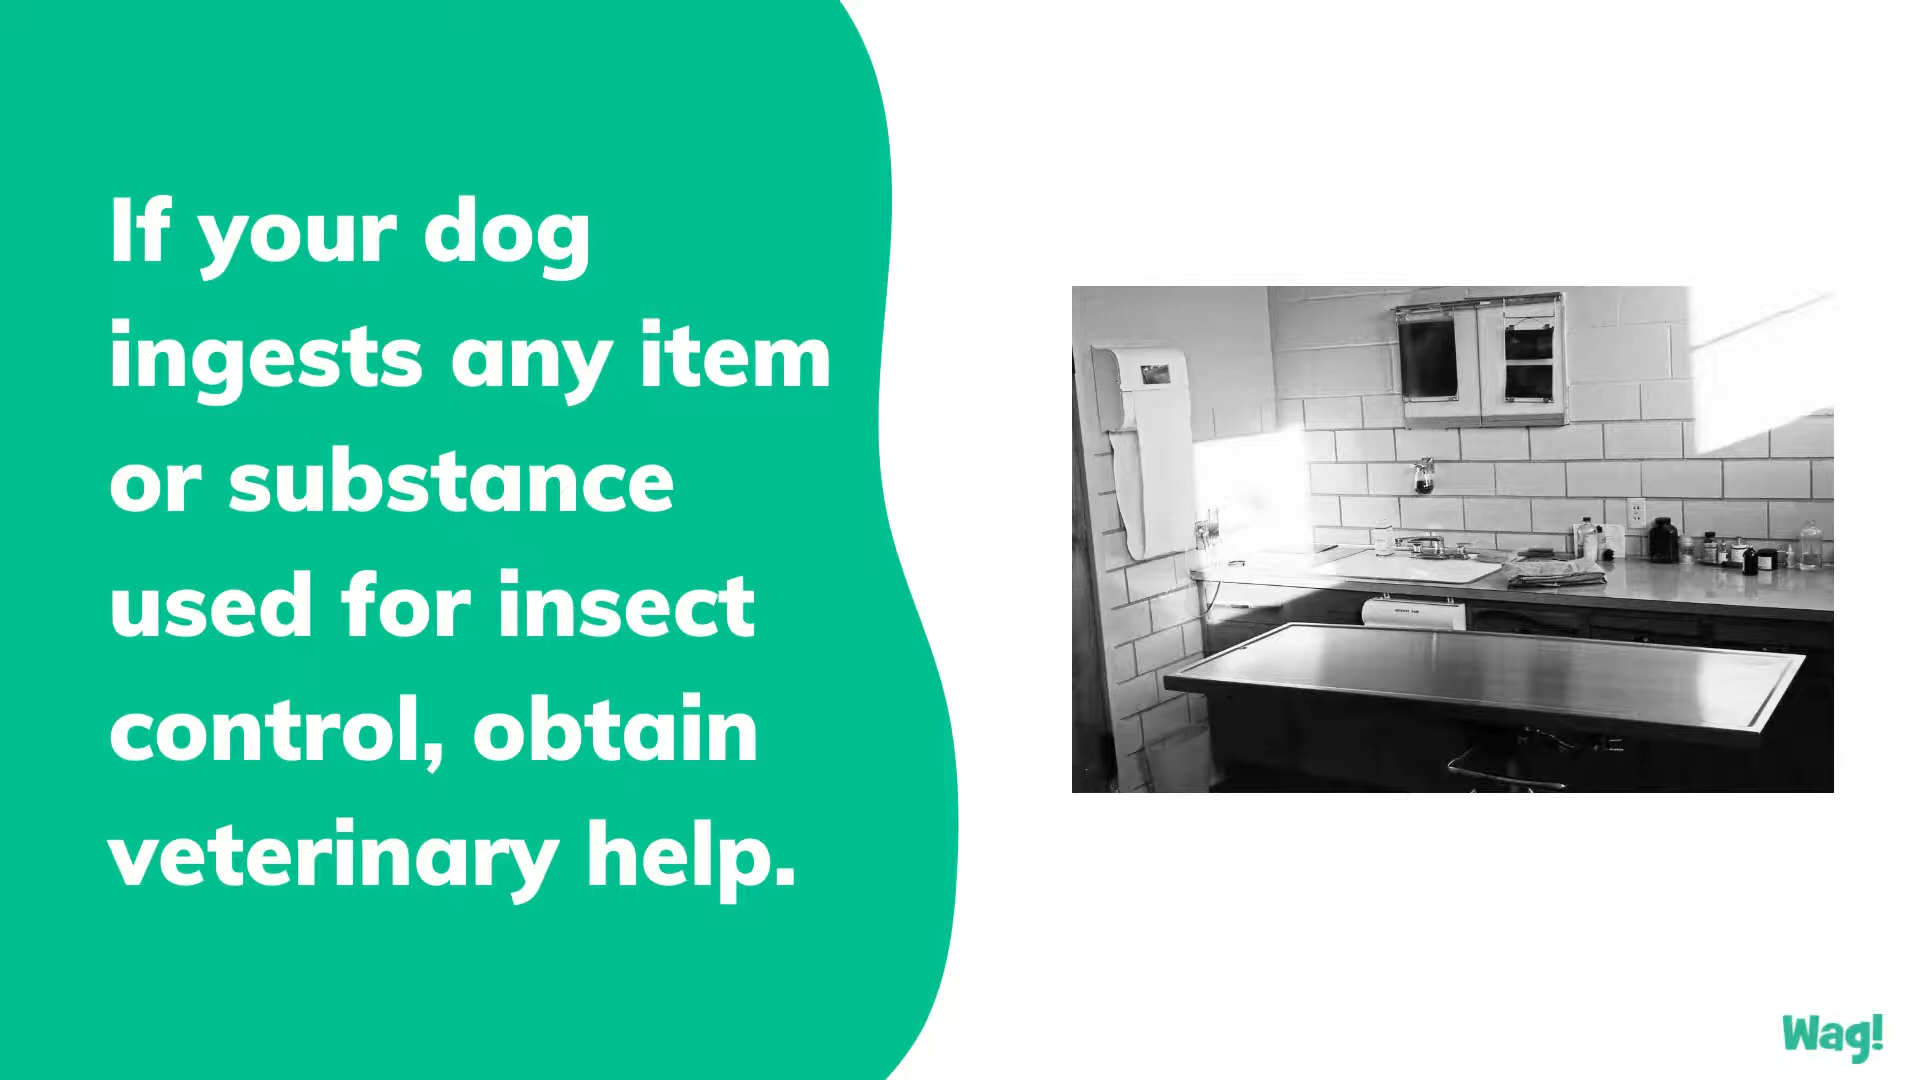 If your dog
ingests any item
or substance
used for insect
control, obtain
veterinary help.
Wag!